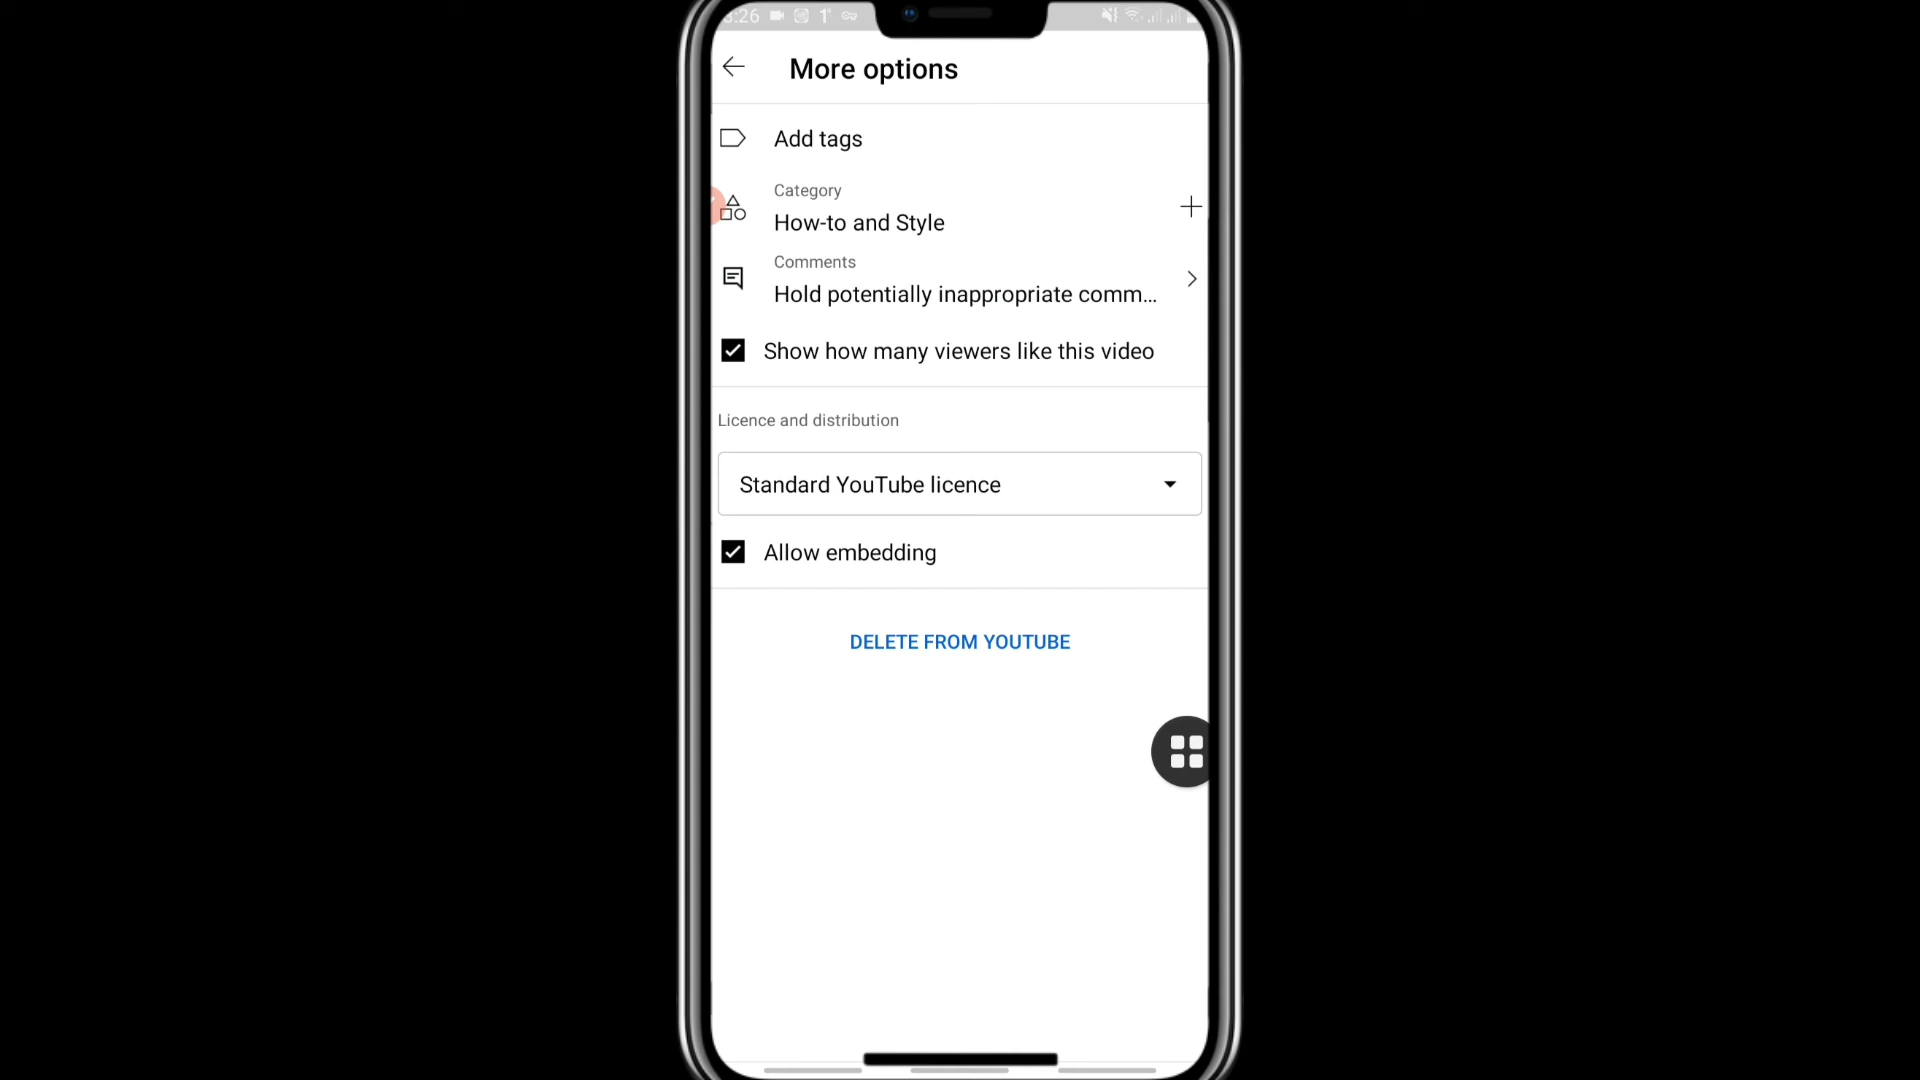 :26
More options
Add tags
Category
How-to and Style
Comments
Hold potentially inappropriate comm...
Show how many viewers like this video
Licence and distribution
Standard YouTube licence
Allow embedding
DELETE FROM YOUTUBE